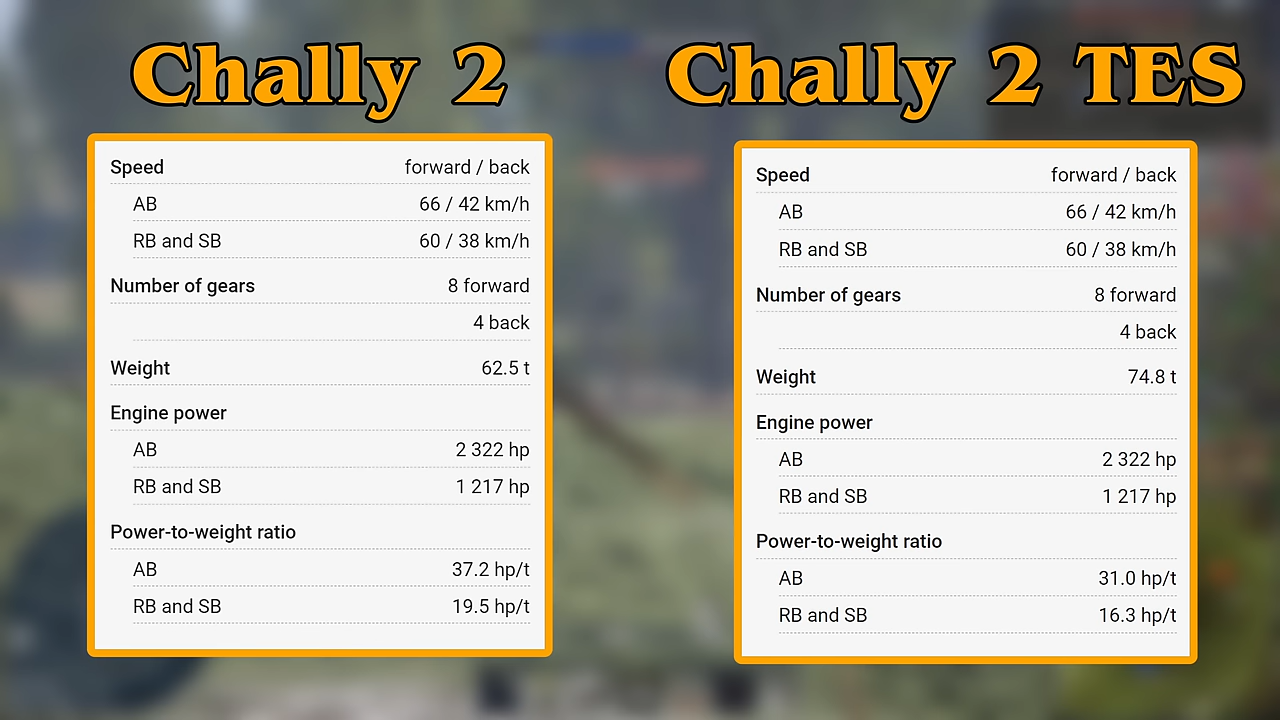 Chally 2
Speed forward / back
AB 66 / 42 km/h
RB and SB 60 / 38 km/h
Number of gears 8 forward
4 back
Weight 62.5 t
Engine power
AB 2 322 hp
RB and SB 1 217 hp
Power-to-weight ratio
AB 37.2 hp/t
RB and SB 19.5 hp/t
Chally 2 TES
Speed forward / back
AB 66 / 42 km/h
RB and SB 60 / 38 km/h
Number of gears 8 forward
4 back
Weight 74.8 t
Engine power
AB 2 322 hp
RB and SB 1 217 hp
Power-to-weight ratio
AB 31.0 hp/t
RB and SB 16.3 hp/t